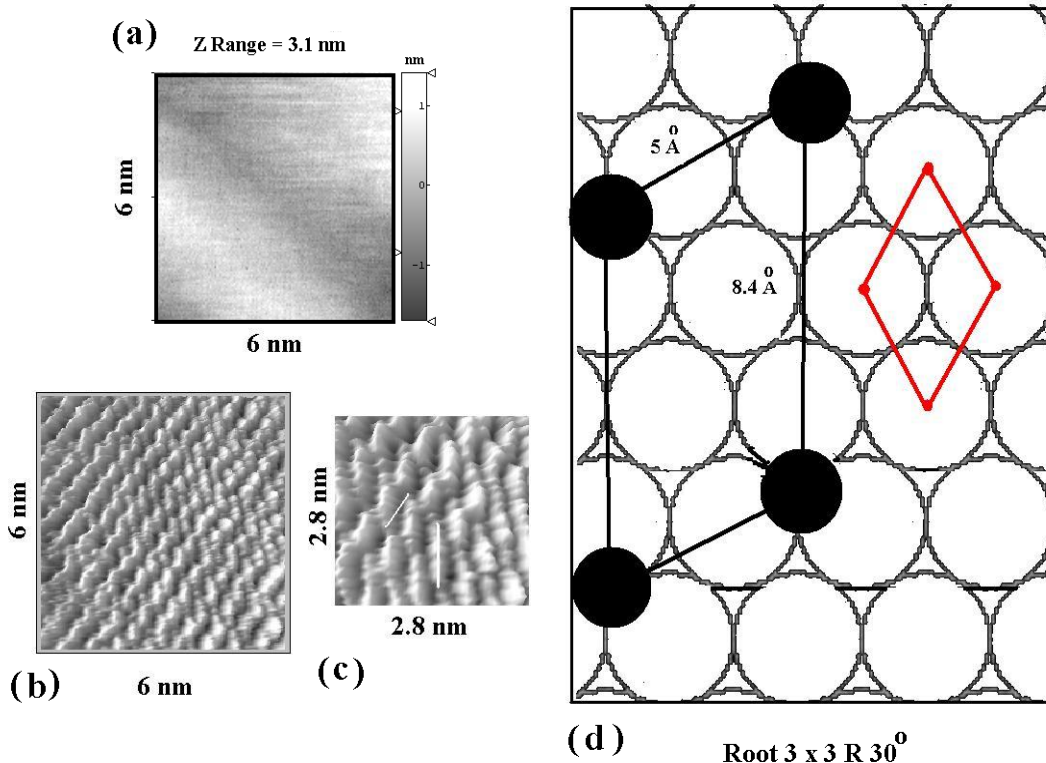 (a)
Z Range = 3.1 nm
nm
1
0
-1
6 nm
6 nm
6 nm
(b)
6 nm
2.8 nm
2.8 nm
(c)
5 A°
8.4 A°
(d)
Root 3 x 3 R 30°